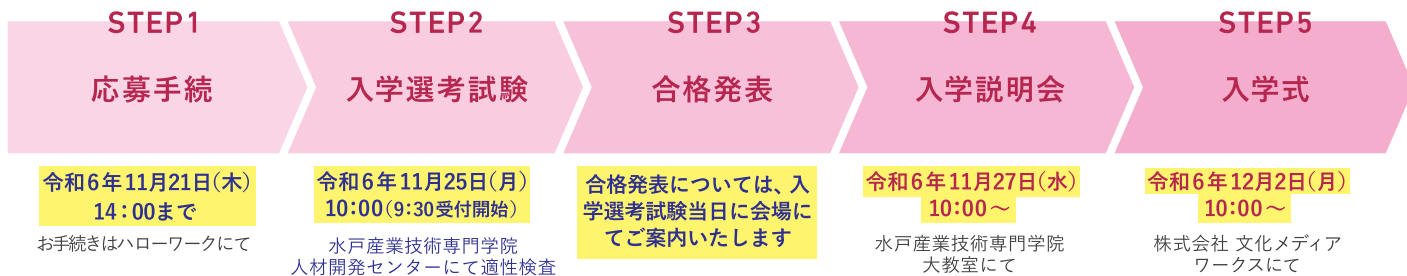 STEP1
応募手続
令和6年11月21日(木)
14:00まで
お手続きはハローワークにて
STEP2
入学選考試験
令和6年11月25日(月)
10:00(9:30受付開始)
水戸産業技術専門学院
人材開発センターにて適性検査
STEP3
合格発表
合格発表については、入
学選考試験当日に会場に
てご案内いたします
STEP4
入学説明会
令和6年11月27日(水)
10:00~
水戸産業技術専門学院
大教室にて
STEP5
入学式
令和6年12月2日(月)
10:00~
株式会社 文化メディア
ワークスにて